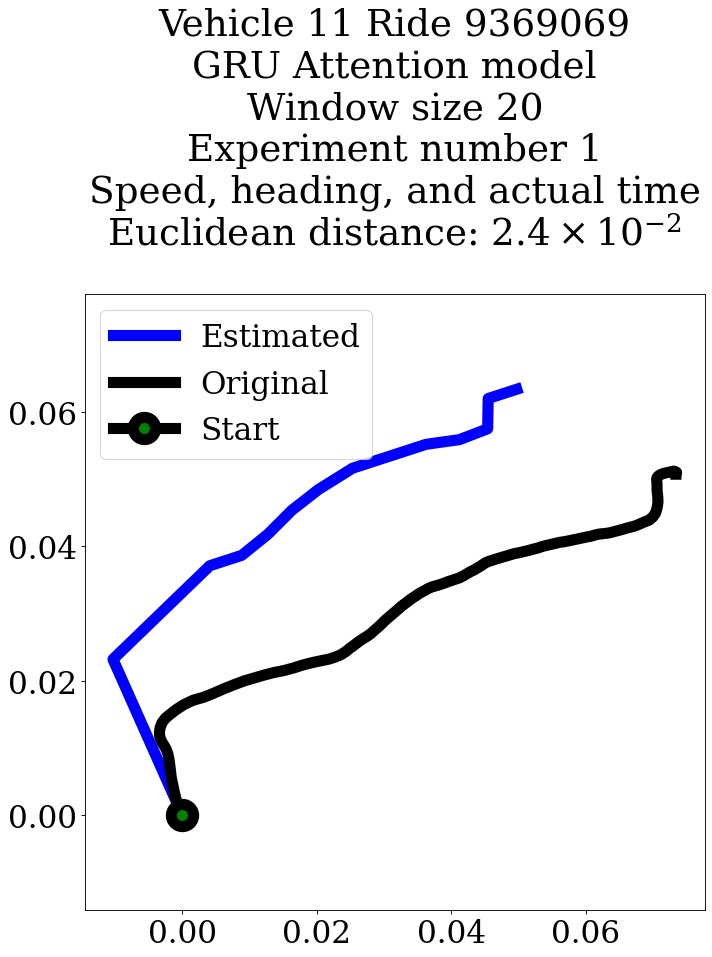 Vehicle 11 Ride 9369069
GRU Attention model
Window size 20
Experiment number 1
Speed, heading, and actual time
Euclidean distance: 2.4 × 10⁻²
Estimated
Original
Start
0.06
0.04
0.02
0.00
0.00 0.02 0.04 0.06